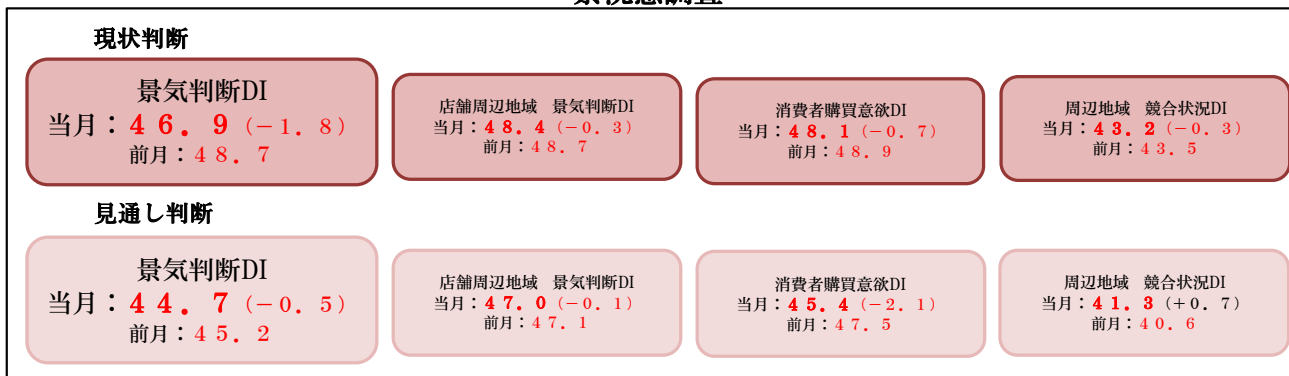 現状判断
景気判断DI
当月：４６．９（－１．８）
前月：４８．７
店舗周辺地域　景気判断DI
当月：４８．４（－０．３）
前月：４８．７
消費者購買意欲DI
当月：４８．１（－０．７）
前月：４８．９
周辺地域　競合状況DI
当月：４３．２（－０．３）
前月：４３．５
見通し判断
景気判断DI
当月：４４．７（－０．５）
前月：４５．２
店舗周辺地域　景気判断DI
当月：４７．０（－０．１）
前月：４７．１
消費者購買意欲DI
当月：４５．４（－２．１）
前月：４７．５
周辺地域　競合状況DI
当月：４１．３（＋０．７）
前月：４０．６